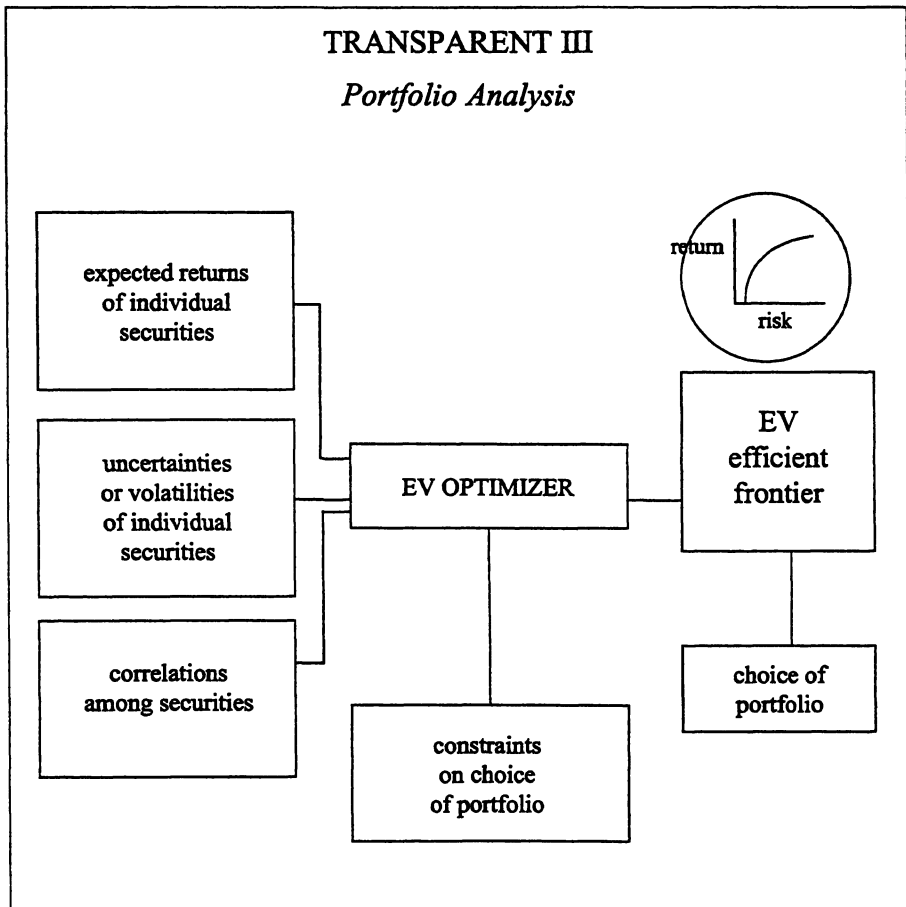 TRANSPARENT III
Portfolio Analysis
expected returns
of individual
securities
uncertainties
or volatilities
of individual
securities
correlations
among securities
EV OPTIMIZER
constraints
on choice
of portfolio
return
risk
EV
efficient
frontier
choice of
portfolio